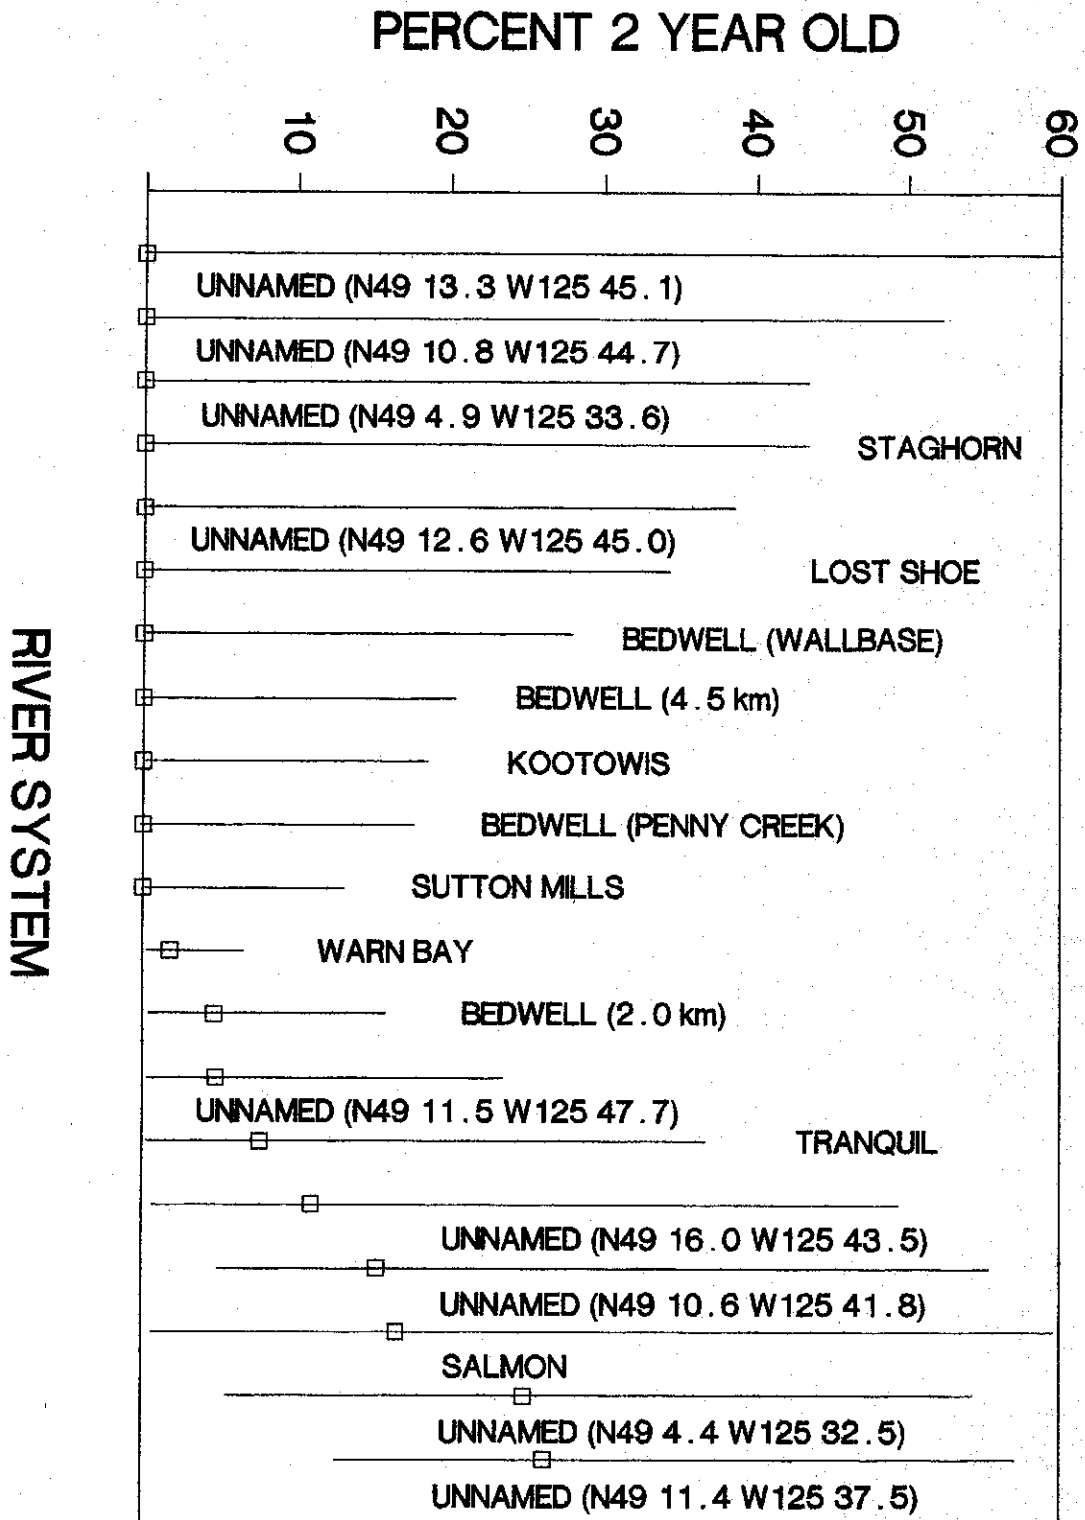 PERCENT 2 YEAR OLD
10 20 30 40 50 60
UNNAMED (N49 13.3 W125 45.1)
UNNAMED (N49 10.8 W125 44.7)
UNNAMED (N49 4.9 W125 33.6)
STAGHORN
UNNAMED (N49 12.6 W125 45.0)
LOST SHOE
BEDWELL (WALLBASE)
BEDWELL (4.5 km)
KOOTOWIS
BEDWELL (PENNY CREEK)
SUTTON MILLS
WARN BAY
BEDWELL (2.0 km)
UNNAMED (N49 11.5 W125 47.7)
TRANQUIL
UNNAMED (N49 16.0 W125 43.5)
UNNAMED (N49 10.6 W125 41.8)
SALMON
UNNAMED (N49 4.4 W125 32.5)
UNNAMED (N49 11.4 W125 37.5)
RIVER SYSTEM